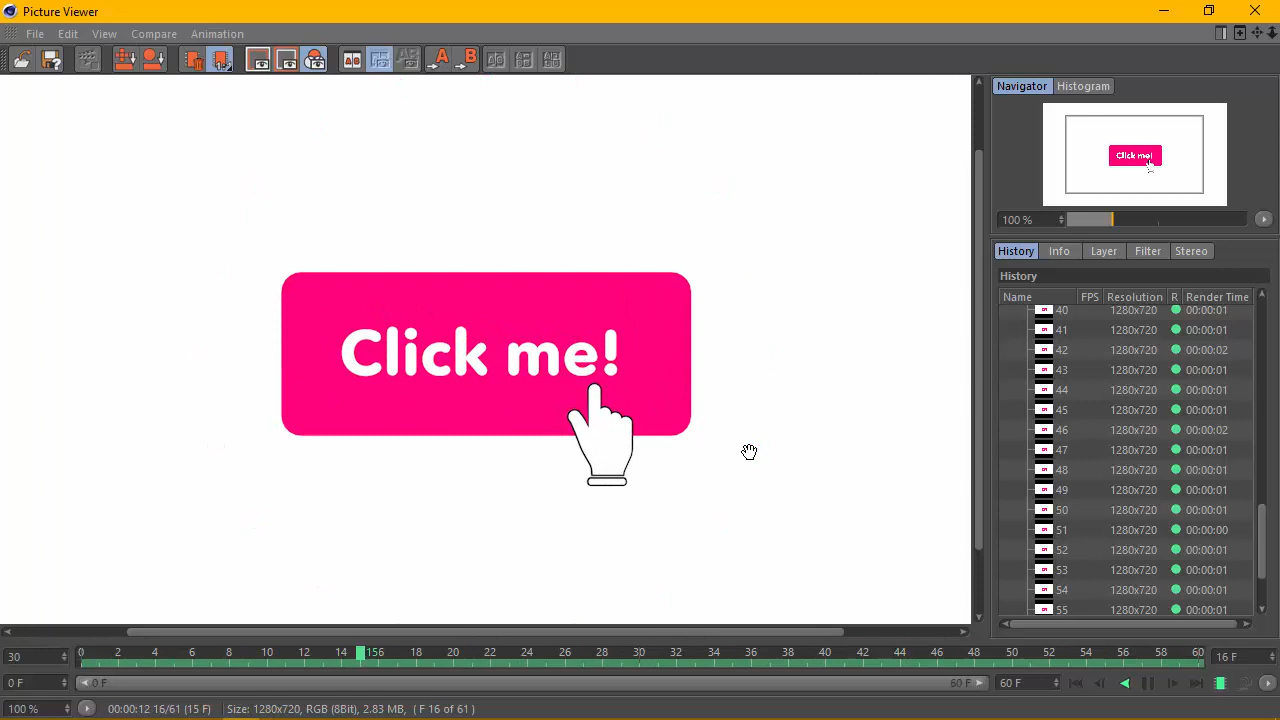 Picture Viewer
File Edit View Compare Animation
Navigator Histogram
Click me!
100 %
History Info Layer Filter Stereo
History
Name FPS Resolution R Render Time
40 1280x720 00:00:01
41 1280x720 00:00:01
42 1280x720 00:00:02
43 1280x720 00:00:01
44 1280x720 00:00:01
45 1280x720 00:00:01
46 1280x720 00:00:02
47 1280x720 00:00:01
48 1280x720 00:00:01
49 1280x720 00:00:01
50 1280x720 00:00:01
51 1280x720 00:00:00
52 1280x720 00:00:01
53 1280x720 00:00:01
54 1280x720 00:00:01
55 1280x720 00:00:01
Click me!
30 0 2 4 6 8 10 12 14 156 18 20 22 24 26 28 30 32 34 36 38 40 42 44 46 48 50 52 54 56 58 60 16 F
0 F 0 F 60 F 60 F
100 % 00:00:12 16/61 (15 F) Size: 1280x720, RGB (8Bit), 2.83 MB, ( F 16 of 61 )